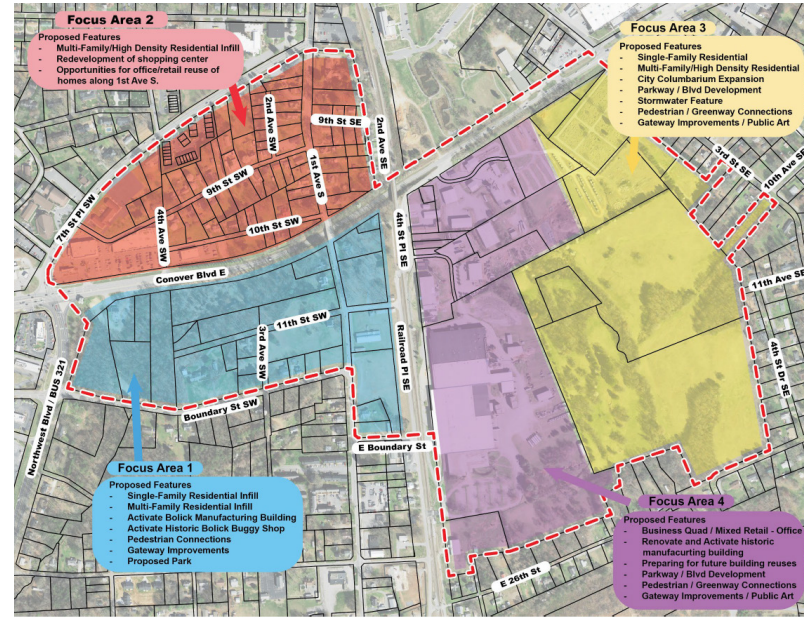 Focus Area 2
Proposed Features
- Multi-Family/High Density Residential Infill
- Redevelopment of shopping center
- Opportunities for office/retail reuse of
homes along 1st Ave S.
Focus Area 3
Proposed Features
- Single-Family Residential
- Multi-Family/High Density Residential
- City Columbarium Expansion
- Parkway / Blvd Development
- Stormwater Feature
- Pedestrian / Greenway Connections
- Gateway Improvements / Public Art
7th St Pl SW
2nd Ave SW
9th St SE
2nd Ave SE
9th St SW
1st Ave S
4th Ave SW
10th St SW
3rd St SE
10th Ave SE
4th St Pl SE
Conover Blvd E
11th Ave SE
11th St SW
3rd Ave SW
Railroad Pl SE
4th St Dr SE
Northwest Blvd / BUS 321
Boundary St SW
E Boundary St
Focus Area 1
Proposed Features
- Single-Family Residential Infill
- Multi-Family Residential Infill
- Activate Bolick Manufacturing Building
- Activate Historic Bolick Buggy Shop
- Pedestrian Connections
- Gateway Improvements
- Proposed Park
Focus Area 4
Proposed Features
- Business Quad / Mixed Retail - Office
- Renovate and Activate historic
manufacurting building
- Preparing for future building reuses
- Parkway / Blvd Development
- Pedestrian / Greenway Connections
- Gateway Improvements / Public Art
E 26th St